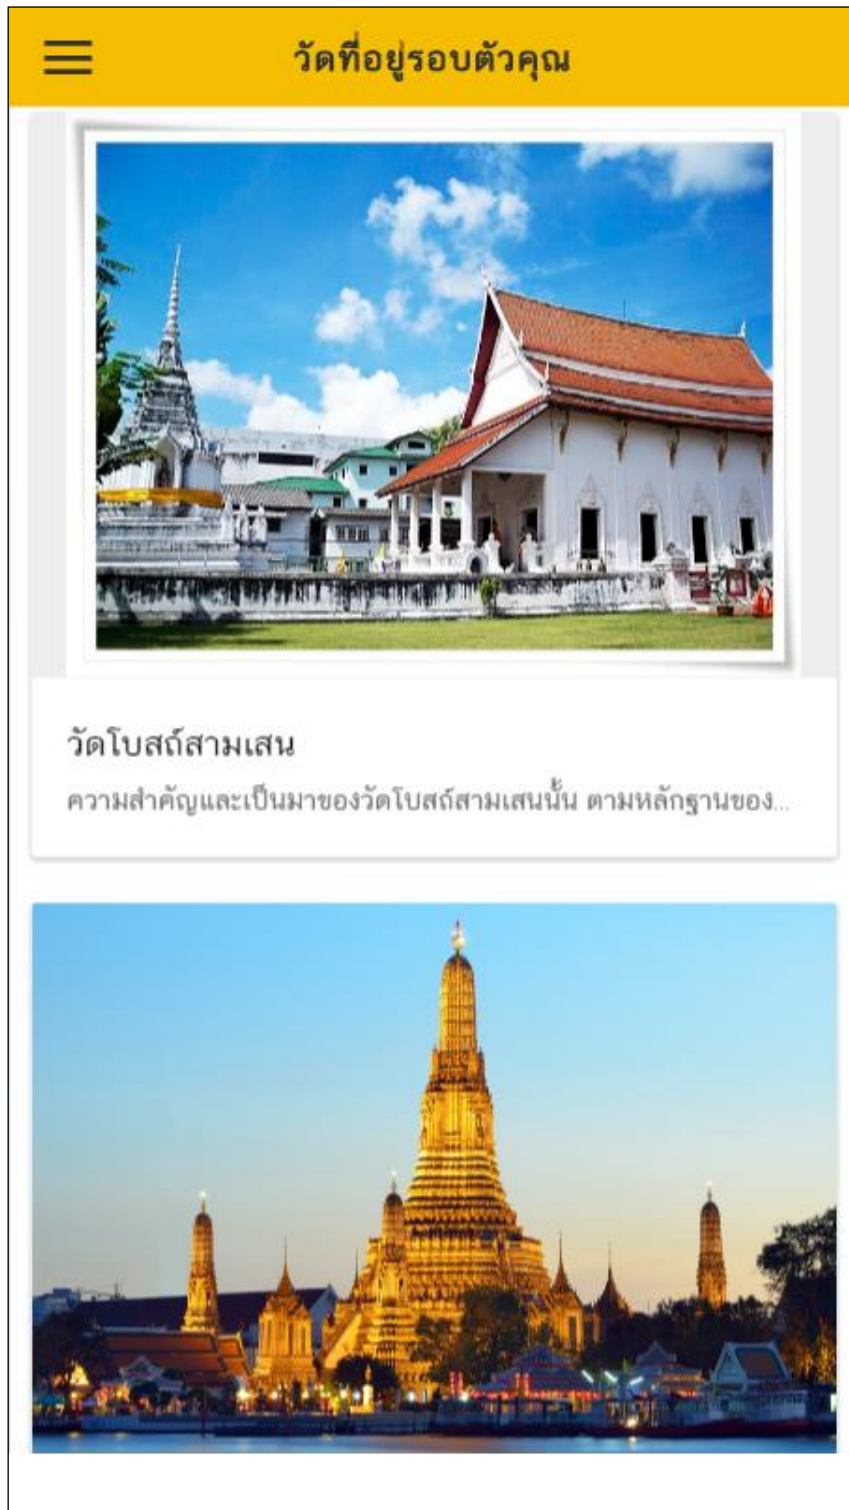 วัดที่อยู่รอบตัวคุณ
วัดโบสถ์สามเสน
ความสำคัญและเป็นมาของวัดโบสถ์สามเสนนั้น ตามหลักฐานของ...